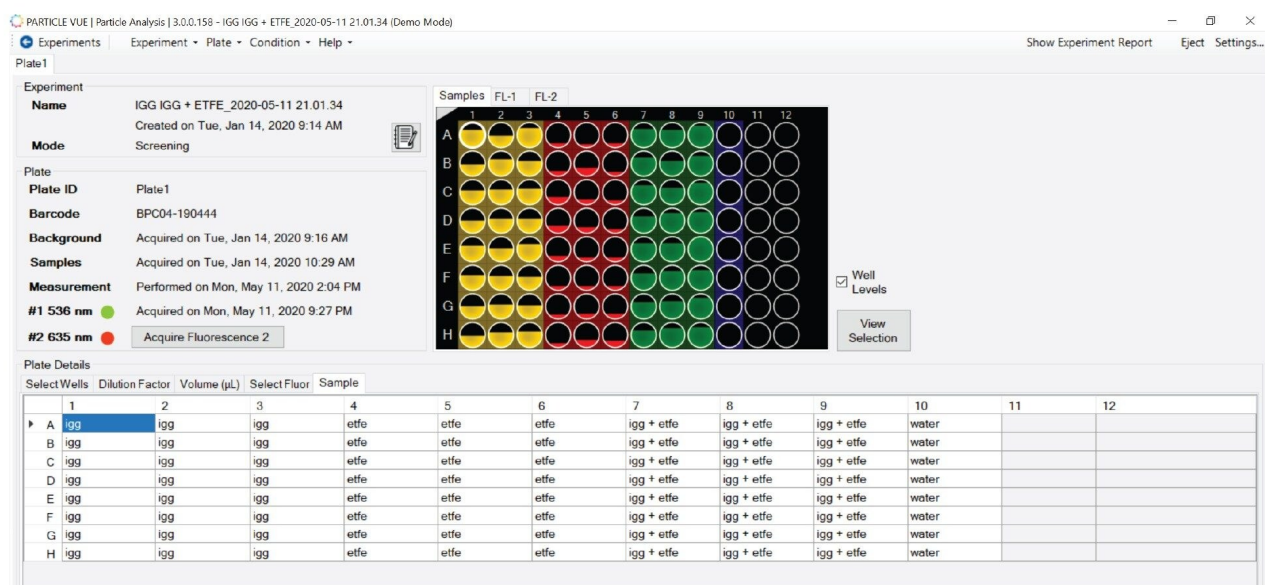 PARTICLE VUE | Particle Analysis | 3.0.0.158 - IGG IGG + ETFE_2020-05-11 21.01.34 (Demo Mode)
Experiments Experiment Plate Condition Help Show Experiment Report Eject Settings...
Plate1
Experiment
Name IGG IGG + ETFE_2020-05-11 21.01.34
Created on Tue, Jan 14, 2020 9:14 AM
Mode Screening
Plate
Plate ID Plate1
Barcode BPC04-190444
Background Acquired on Tue, Jan 14, 2020 9:16 AM
Samples Acquired on Tue, Jan 14, 2020 10:29 AM
Measurement Performed on Mon, May 11, 2020 2:04 PM
#1 536 nm Acquired on Mon, May 11, 2020 9:27 PM
#2 635 nm Acquire Fluorescence 2
Samples FL-1 FL-2
1 2 3 4 5 6 7 8 9 10 11 12
A
B
C
D
E
F
G
H
Well
Levels
View
Selection
Plate Details
Select Wells Dilution Factor Volume (µL) Select Fluor Sample
1 2 3 4 5 6 7 8 9 10 11 12
A igg igg igg etfe etfe etfe igg + etfe igg + etfe igg + etfe water
B igg igg igg etfe etfe etfe igg + etfe igg + etfe igg + etfe water
C igg igg igg etfe etfe etfe igg + etfe igg + etfe igg + etfe water
D igg igg igg etfe etfe etfe igg + etfe igg + etfe igg + etfe water
E igg igg igg etfe etfe etfe igg + etfe igg + etfe igg + etfe water
F igg igg igg etfe etfe etfe igg + etfe igg + etfe igg + etfe water
G igg igg igg etfe etfe etfe igg + etfe igg + etfe igg + etfe water
H igg igg igg etfe etfe etfe igg + etfe igg + etfe igg + etfe water